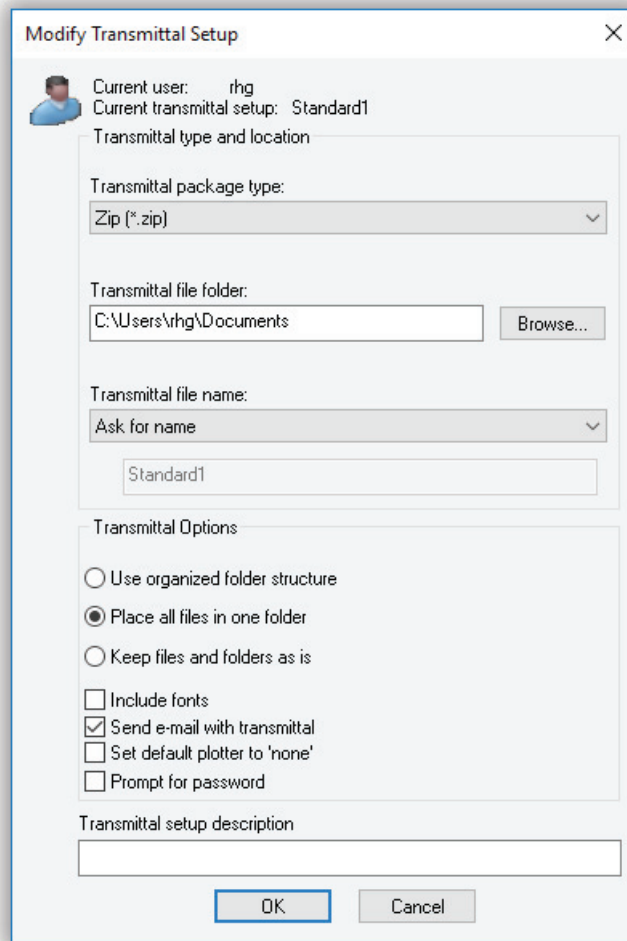 Modify Transmittal Setup
Current user: rhg
Current transmittal setup: Standard1
Transmittal type and location
Transmittal package type:
Zip (*.zip)
Transmittal file folder:
C:\Users\rhg\Documents
Browse...
Transmittal file name:
Ask for name
Standard1
Transmittal Options
Use organized folder structure
Place all files in one folder
Keep files and folders as is
Include fonts
Send e-mail with transmittal
Set default plotter to 'none'
Prompt for password
Transmittal setup description
OK Cancel